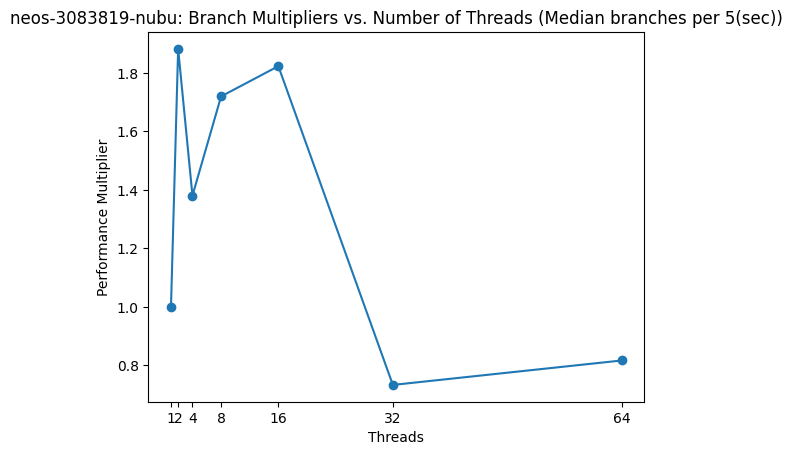 neos-3083819-nubu: Branch Multipliers vs. Number of Threads (Median branches per 5(sec))
Performance Multiplier
1.8
1.6
1.4
1.2
1.0
0.8
1 2 4 8 16 32 64
Threads